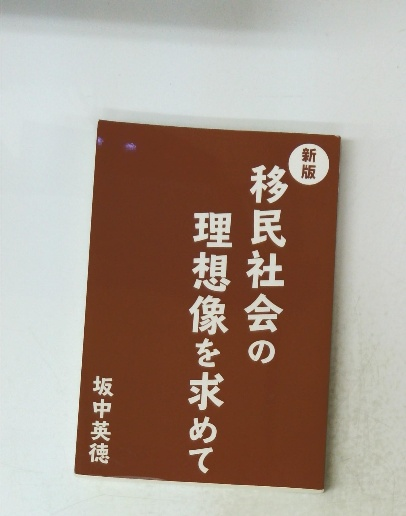 新版
移民社会の
理想像を求めて
坂中英徳